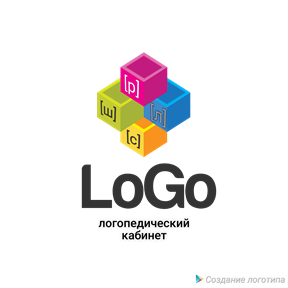 [р]
[ш] [л]
[с]
LoGo
логопедический
кабинет
Создание логотипа